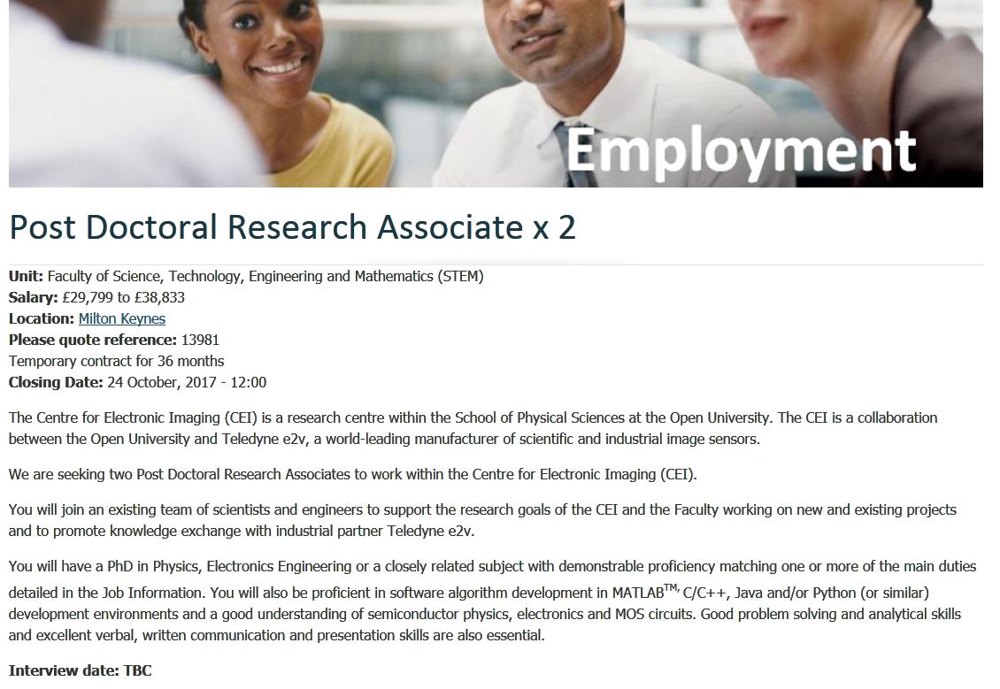 Employment
Post Doctoral Research Associate x 2
Unit: Faculty of Science, Technology, Engineering and Mathematics (STEM)
Salary: £29,799 to £38,833
Location: Milton Keynes
Please quote reference: 13981
Temporary contract for 36 months
Closing Date: 24 October, 2017 - 12:00
The Centre for Electronic Imaging (CEI) is a research centre within the School of Physical Sciences at the Open University. The CEI is a collaboration
between the Open University and Teledyne e2v, a world-leading manufacturer of scientific and industrial image sensors.
We are seeking two Post Doctoral Research Associates to work within the Centre for Electronic Imaging (CEI).
You will join an existing team of scientists and engineers to support the research goals of the CEI and the Faculty working on new and existing projects
and to promote knowledge exchange with industrial partner Teledyne e2v.
You will have a PhD in Physics, Electronics Engineering or a closely related subject with demonstrable proficiency matching one or more of the main duties
detailed in the Job Information. You will also be proficient in software algorithm development in MATLAB™, C/C++, Java and/or Python (or similar)
development environments and a good understanding of semiconductor physics, electronics and MOS circuits. Good problem solving and analytical skills
and excellent verbal, written communication and presentation skills are also essential.
Interview date: TBC